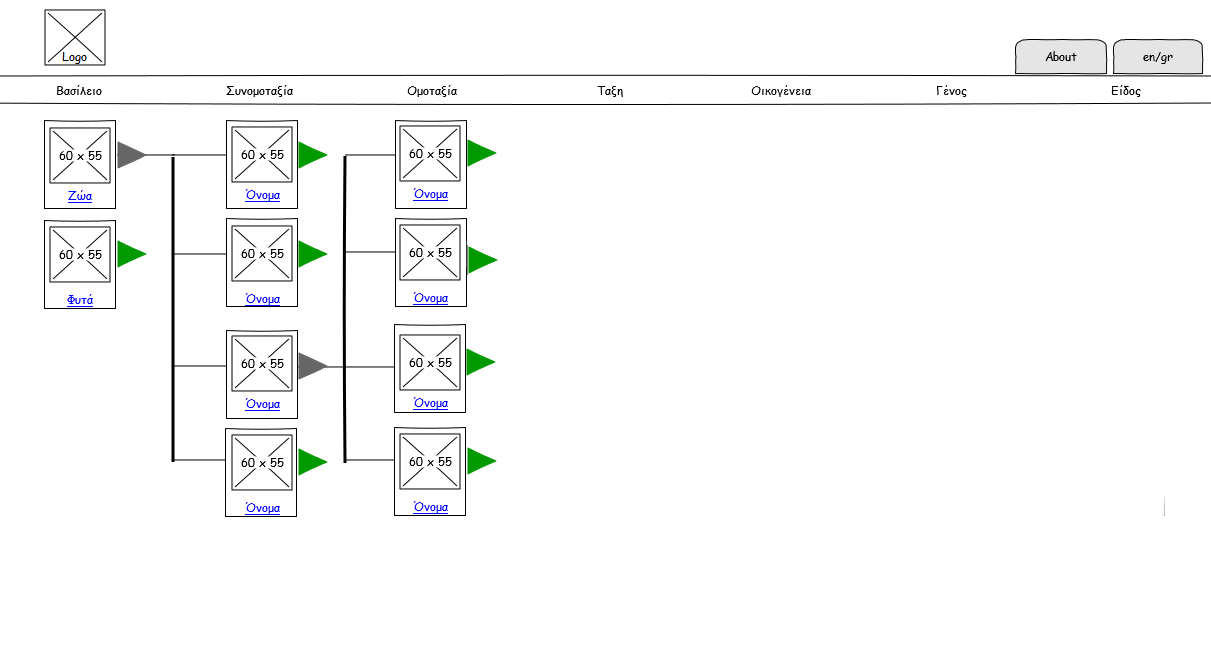 Logo
About
en/gr
Βασίλειο Συνομοταξία Ομοταξία Ταξη Οικογένεια Γένος Είδος
60 x 55 60 x 55 60 x 55
Ζώα Όνομα Όνομα
60 x 55 60 x 55 60 x 55
Φυτά Όνομα Όνομα
60 x 55 60 x 55
Όνομα Όνομα
60 x 55 60 x 55
Όνομα Όνομα